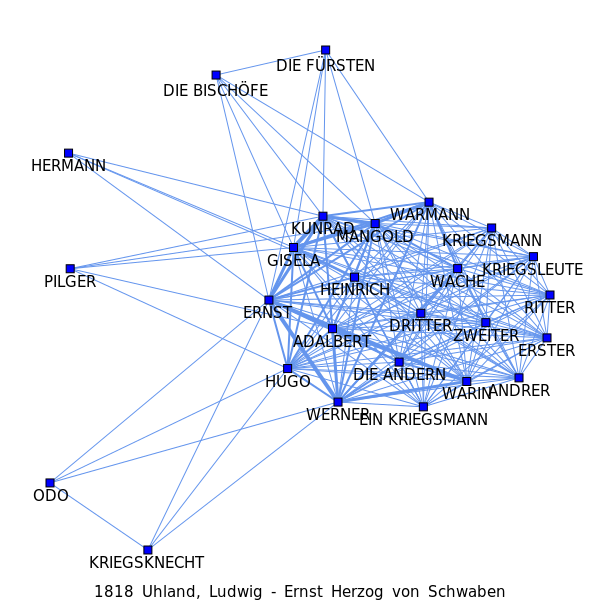 DIE FÜRSTEN
DIE BISCHÖFE
HERMANN
WARMANN
KUNRAD
MANGOLD
KRIEGSMANN
GISELA
KRIEGSLEUTE
PILGER
WACHE
HEINRICH
RITTER
ERNST
DRITTER
ZWEITER
ADALBERT
ERSTER
DIE ANDERN
HUGO
WARIN
ANDRER
WERNER
EIN KRIEGSMANN
ODO
KRIEGSKNECHT
1818 Uhland, Ludwig - Ernst Herzog von Schwaben